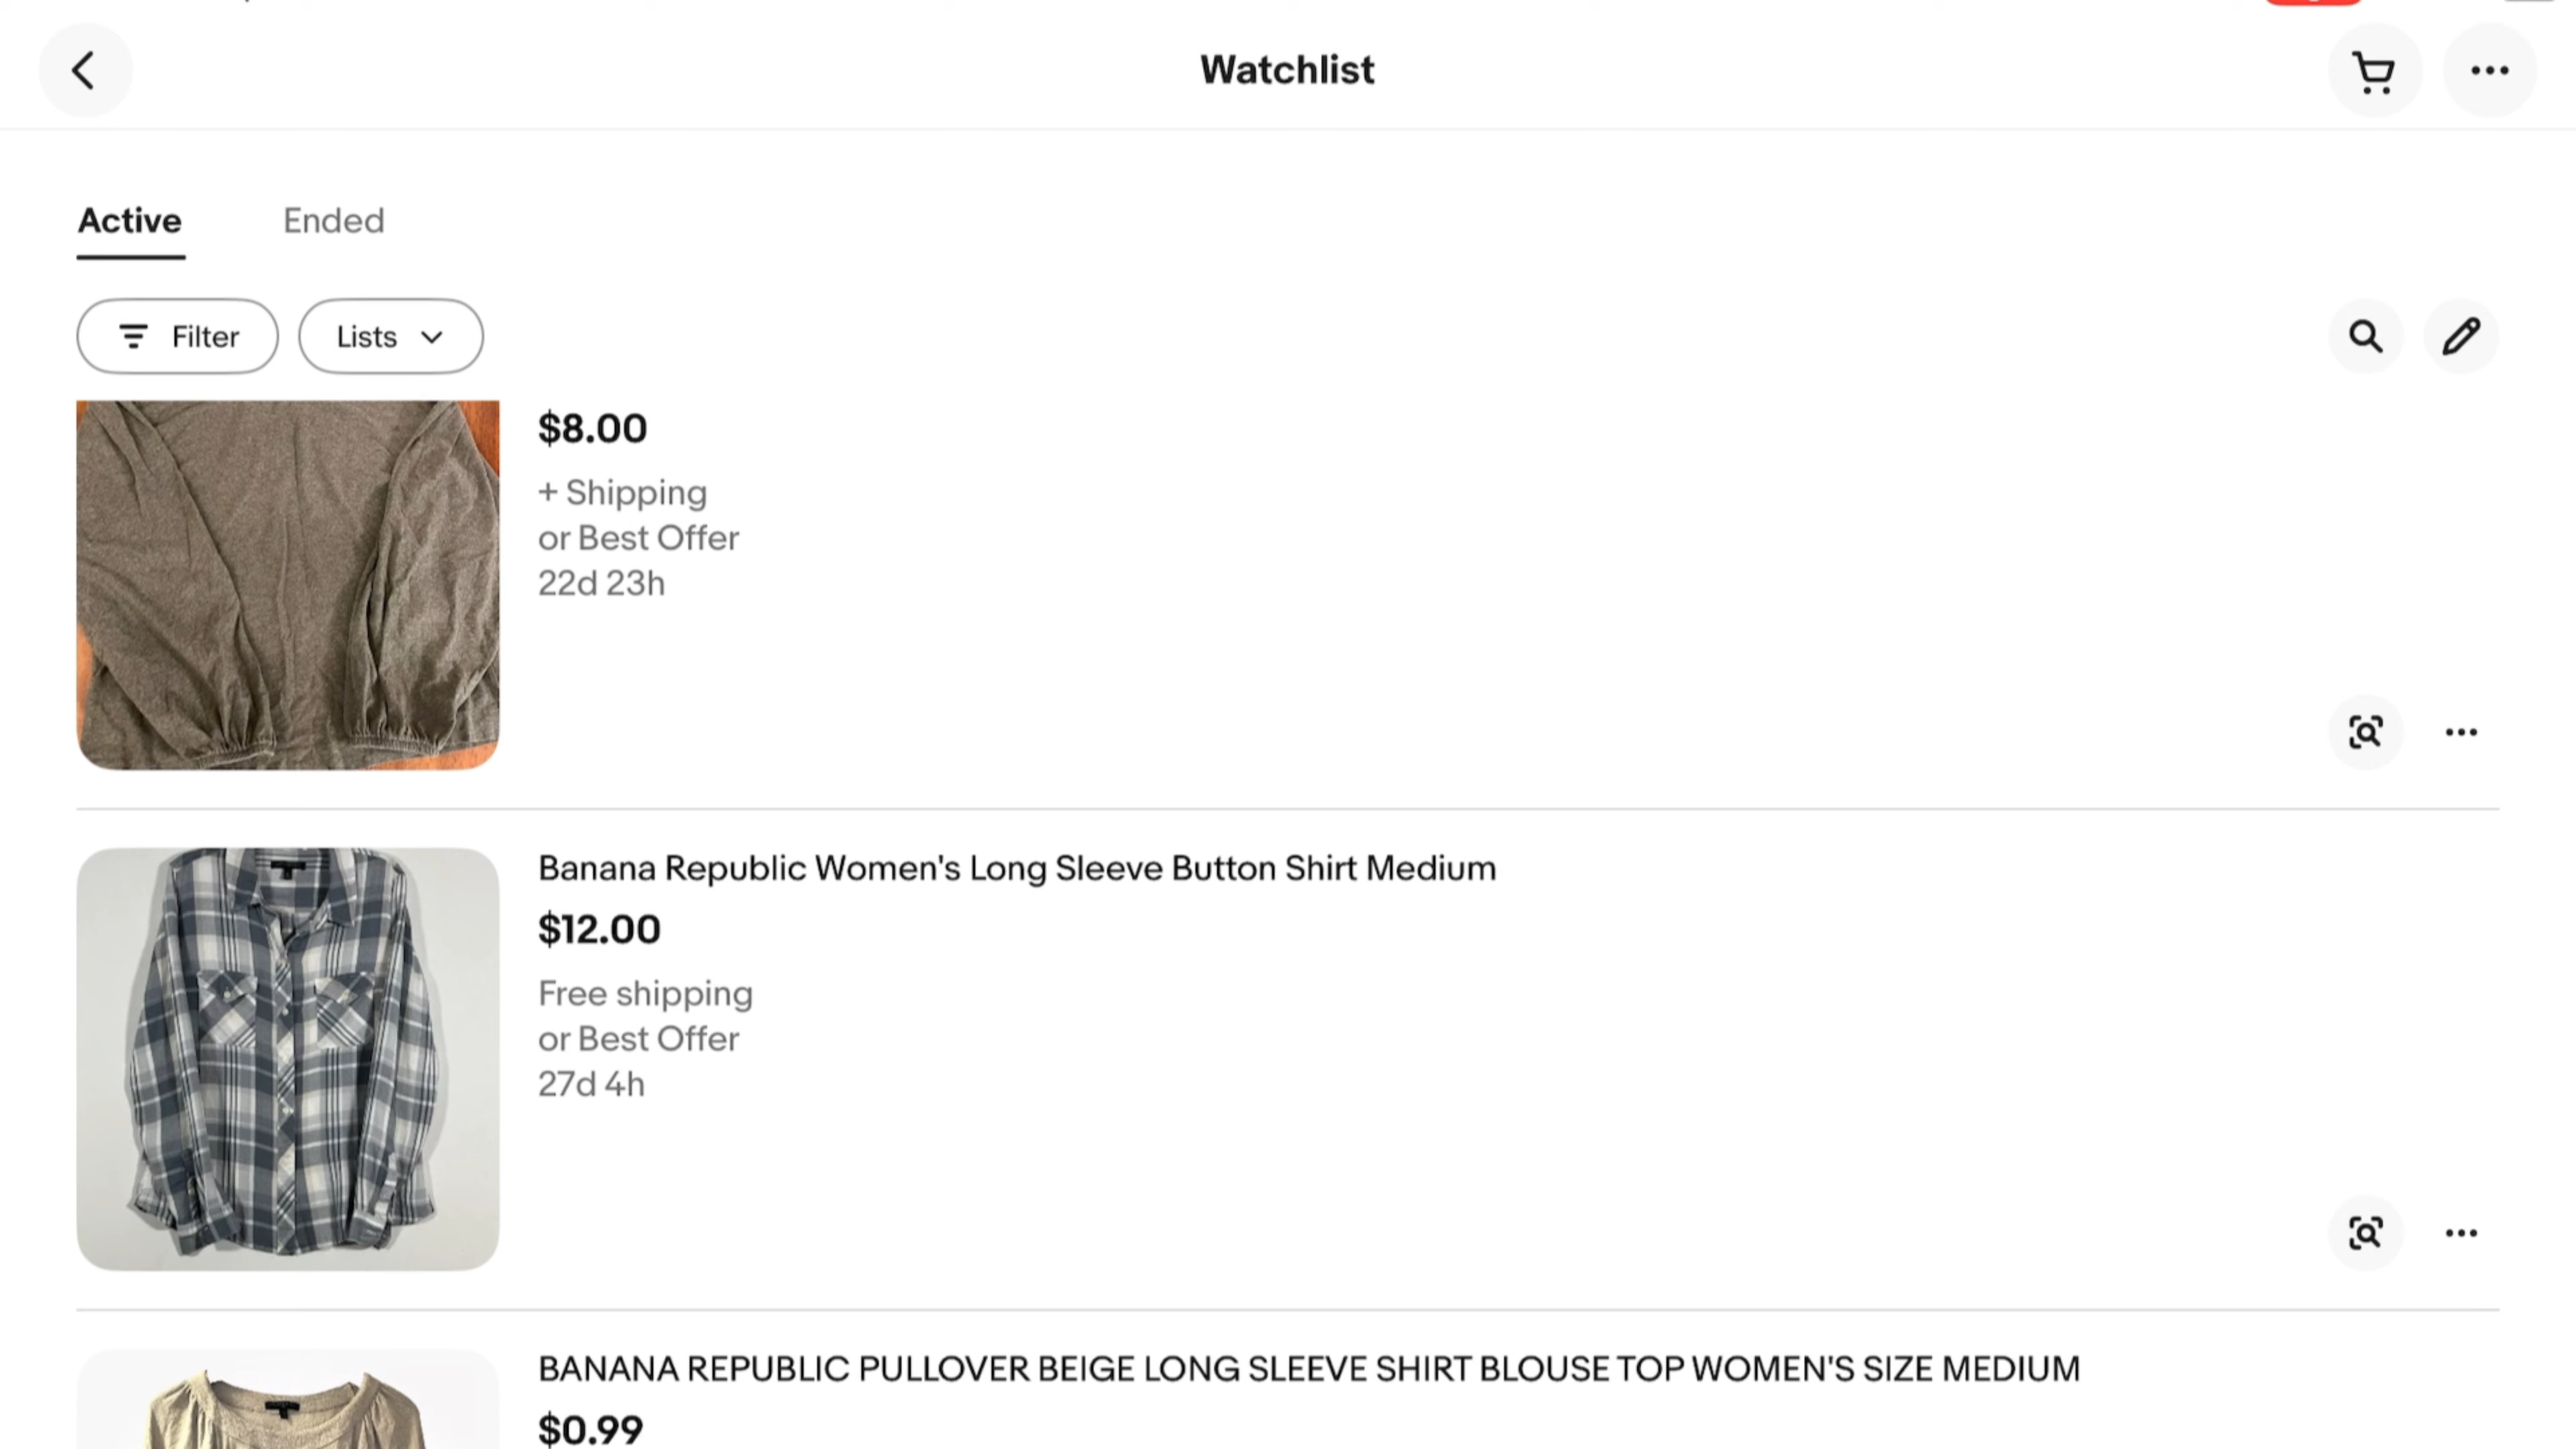 Watchlist
Active
Ended
Filter
Lists
$8.00
+ Shipping
or Best Offer
22d 23h
Banana Republic Women's Long Sleeve Button Shirt Medium
$12.00
Free shipping
or Best Offer
27d 4h
BANANA REPUBLIC PULLOVER BEIGE LONG SLEEVE SHIRT BLOUSE TOP WOMEN'S SIZE MEDIUM
$0.99